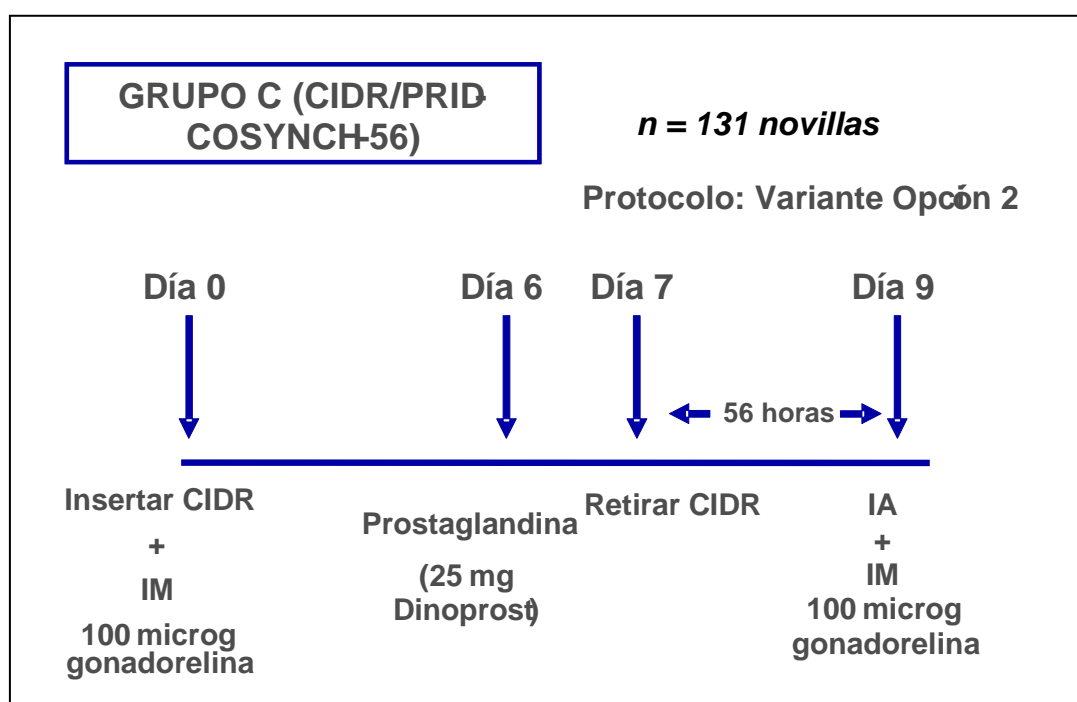 GRUPO C (CIDR/PRID-
COSYNCH-56)
n = 131 novillas
Protocolo: Variante Opción 2
Día 0
Día 6
Día 7
Día 9
56 horas
Insertar CIDR
+
IM
100 microg
gonadorelina
Prostaglandina
(25 mg
Dinoprost)
Retirar CIDR
IA
+
IM
100 microg
gonadorelina